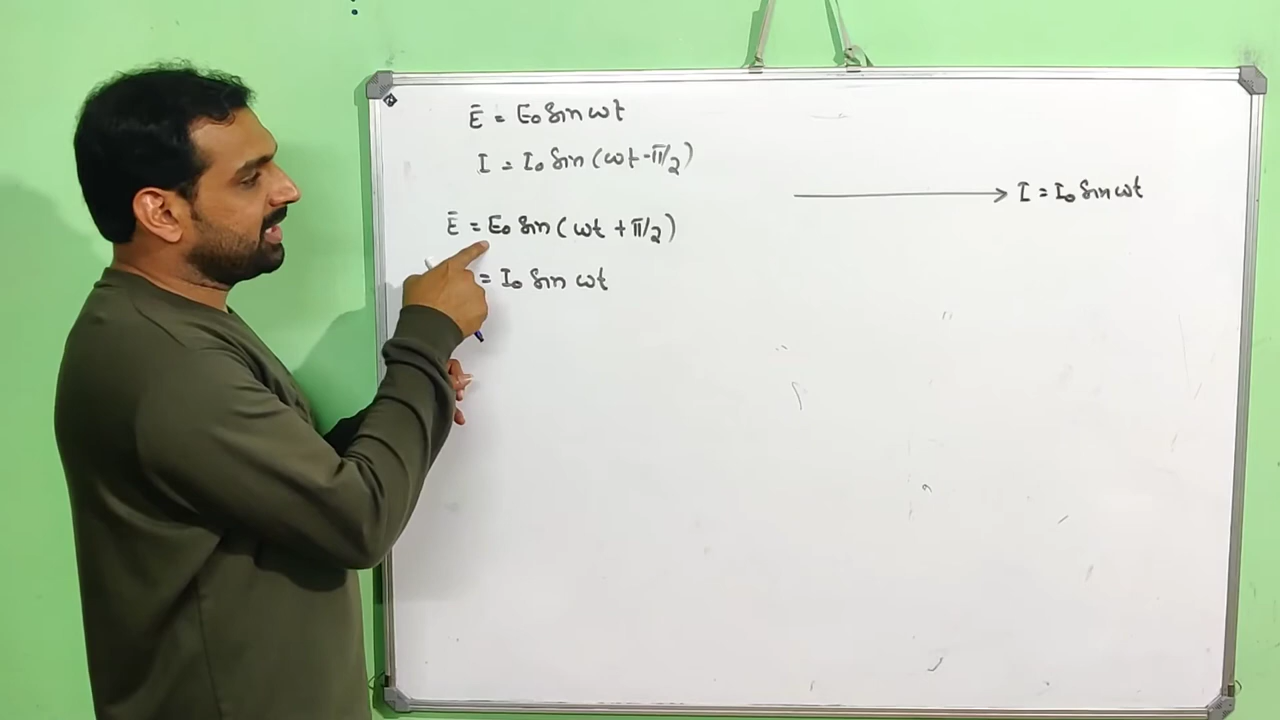 Ē = E₀ Sin ωt
I = I₀ Sin (ωt - π/2)
Ē = E₀ Sin (ωt + π/2)
= I₀ Sin ωt
I = I₀ Sin ωt